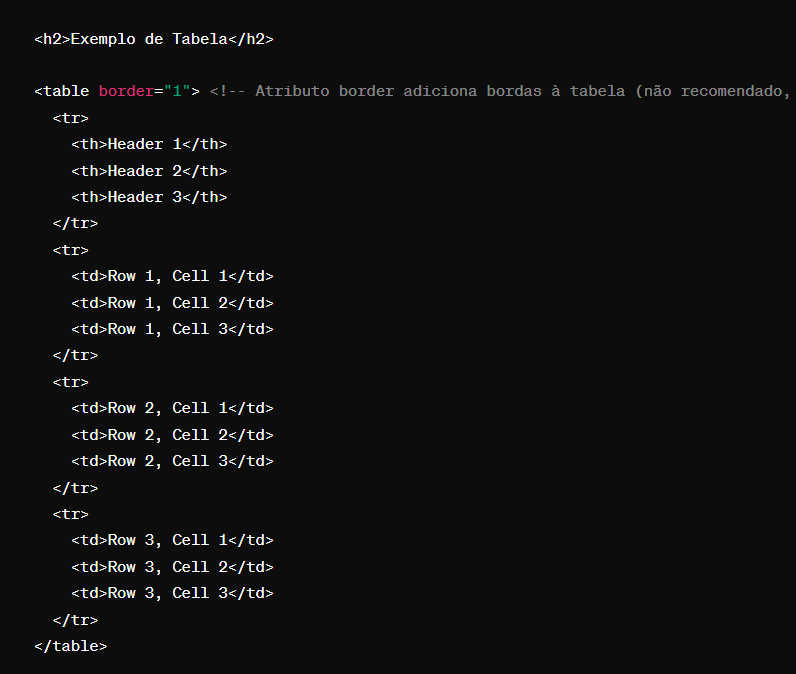 <h2>Exemplo de Tabela</h2>
<table border="1"> <!-- Atributo border adiciona bordas à tabela (não recomendado,
<tr>
<th>Header 1</th>
<th>Header 2</th>
<th>Header 3</th>
</tr>
<tr>
<td>Row 1, Cell 1</td>
<td>Row 1, Cell 2</td>
<td>Row 1, Cell 3</td>
</tr>
<tr>
<td>Row 2, Cell 1</td>
<td>Row 2, Cell 2</td>
<td>Row 2, Cell 3</td>
</tr>
<tr>
<td>Row 3, Cell 1</td>
<td>Row 3, Cell 2</td>
<td>Row 3, Cell 3</td>
</tr>
</table>